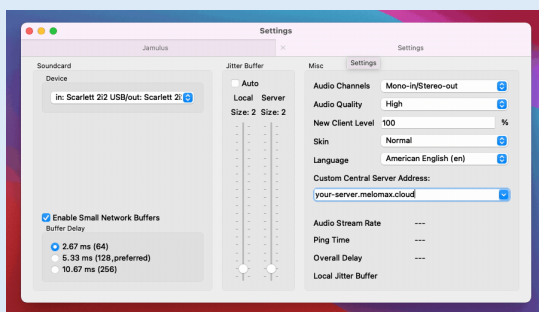 Settings
Jamulus
Settings
Settings
Soundcard
Device
in: Scarlett 2i2 USB/out: Scarlett 2i:
Enable Small Network Buffers
Buffer Delay
2.67 ms (64)
5.33 ms (128,preferred)
10.67 ms (256)
Jitter Buffer
Auto
Local Server
Size: 2 Size: 2
Misc
Audio Channels Mono-in/Stereo-out
Audio Quality High
New Client Level 100 %
Skin Normal
Language American English (en)
Custom Central Server Address:
your-server.melomax.cloud
Audio Stream Rate ---
Ping Time ---
Overall Delay ---
Local Jitter Buffer